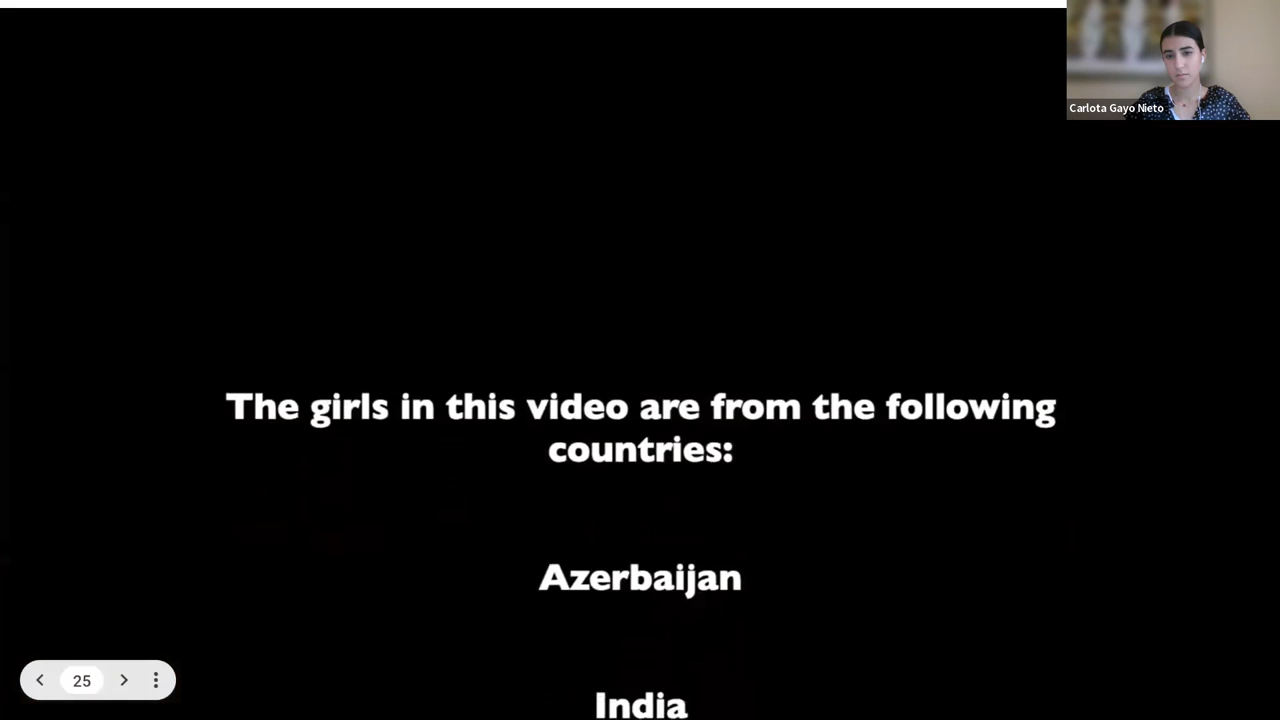 Carlota Gayo Nieto
The girls in this video are from the following
countries:
Azerbaijan
India
25